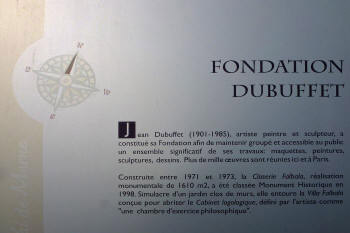 FONDATION
DUBUFFET
Jean Dubuffet (1901-1985), artiste peintre et sculpteur, a
constitué sa Fondation afin de maintenir groupé et accessible au public
un ensemble significatif de ses travaux: maquettes, peintures,
sculptures, dessins. Plus de mille œuvres sont réunies ici et à Paris.
Construite entre 1971 et 1973, la Closerie Falbala, réalisation
monumentale de 1610 m2, a été classée Monument Historique en
1998. Simulacre d'un jardin clos de murs, elle entoure la Villa Falbala
conçue pour abriter le Cabinet logologique, défini par l'artiste comme
"une chambre d'exercice philosophique".